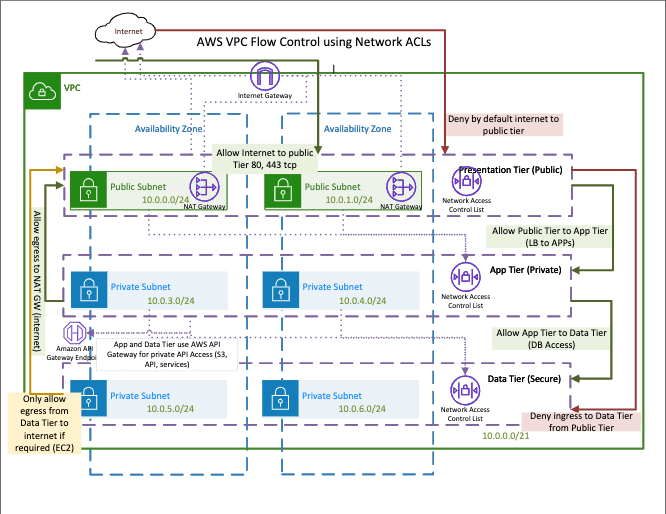 Internet
AWS VPC Flow Control using Network ACLs
Internet Gateway
VPC
Deny by default internet to
public tier
Availability Zone
Availability Zone
Allow Internet to public
Tier 80, 443 tcp
Presentation Tier (Public)
Public Subnet
10.0.0.0/24
NAT Gateway
Public Subnet
10.0.1.0/24
NAT Gateway
Network Access
Control List
Allow egress to NAT
GW (Internet)
Allow Public Tier to App Tier
(LB to APPs)
App Tier (Private)
Private Subnet
10.0.3.0/24
Private Subnet
10.0.4.0/24
Network Access
Control List
Amazon API
Gateway Endpoi
App and Data Tier use AWS API
Gateway for private API Access (S3,
API, services)
Allow App Tier to Data Tier
(DB Access)
Data Tier (Secure)
Private Subnet
10.0.5.0/24
Private Subnet
10.0.6.0/24
Network Access
Control List
Only allow
egress from
Data Tier to
internet if
required (EC2)
Deny ingress to Data Tier
from Public Tier
10.0.0.0/21